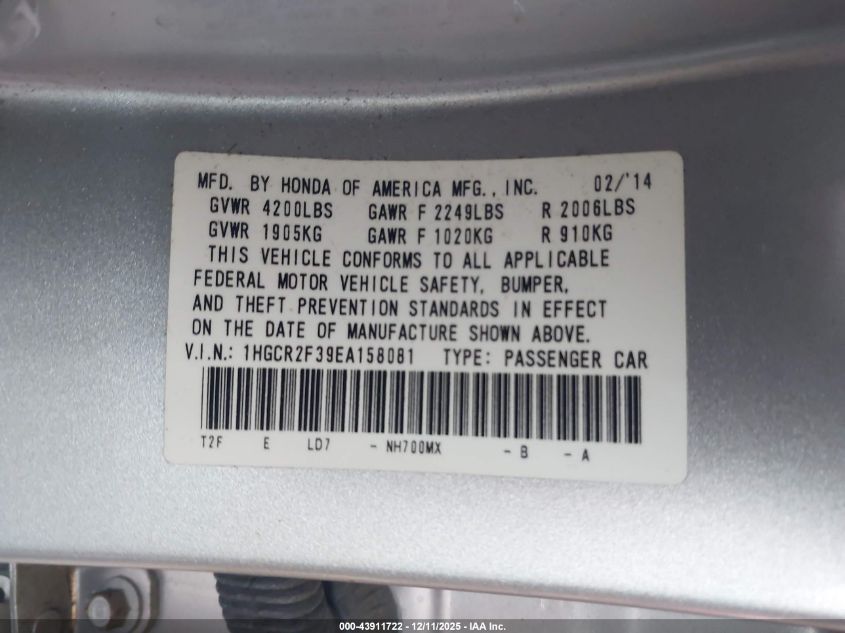 MFD. BY HONDA OF AMERICA MFG., INC. 02/'14
GVWR 4200LBS GAWR F 2249LBS R 2006LBS
GVWR 1905KG GAWR F 1020KG R 910KG
THIS VEHICLE CONFORMS TO ALL APPLICABLE
FEDERAL MOTOR VEHICLE SAFETY, BUMPER,
AND THEFT PREVENTION STANDARDS IN EFFECT
ON THE DATE OF MANUFACTURE SHOWN ABOVE.
V.I.N.: 1HGCR2F39EA158081 TYPE: PASSENGER CAR
T2F E LD7 - NH700MX - B - A
000-43911722 - 12/11/2025 - IAA Inc.